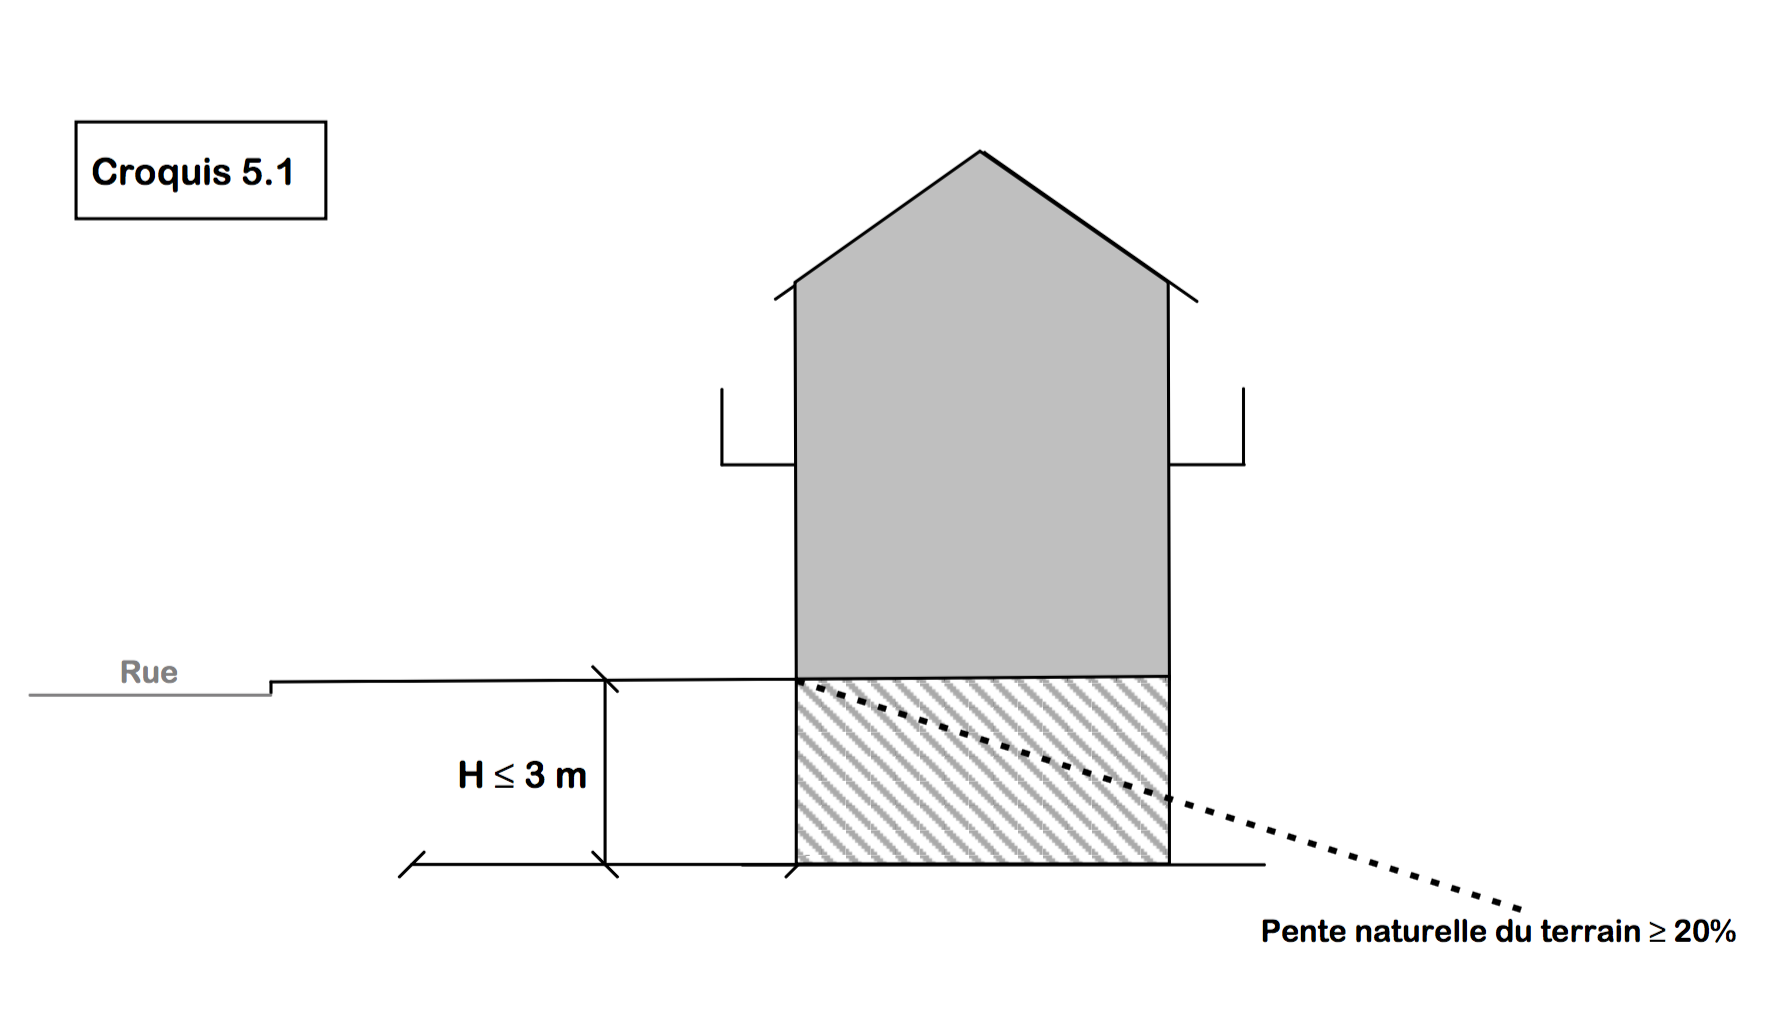 Croquis 5.1
Rue
H ≤ 3 m
Pente naturelle du terrain ≥ 20%